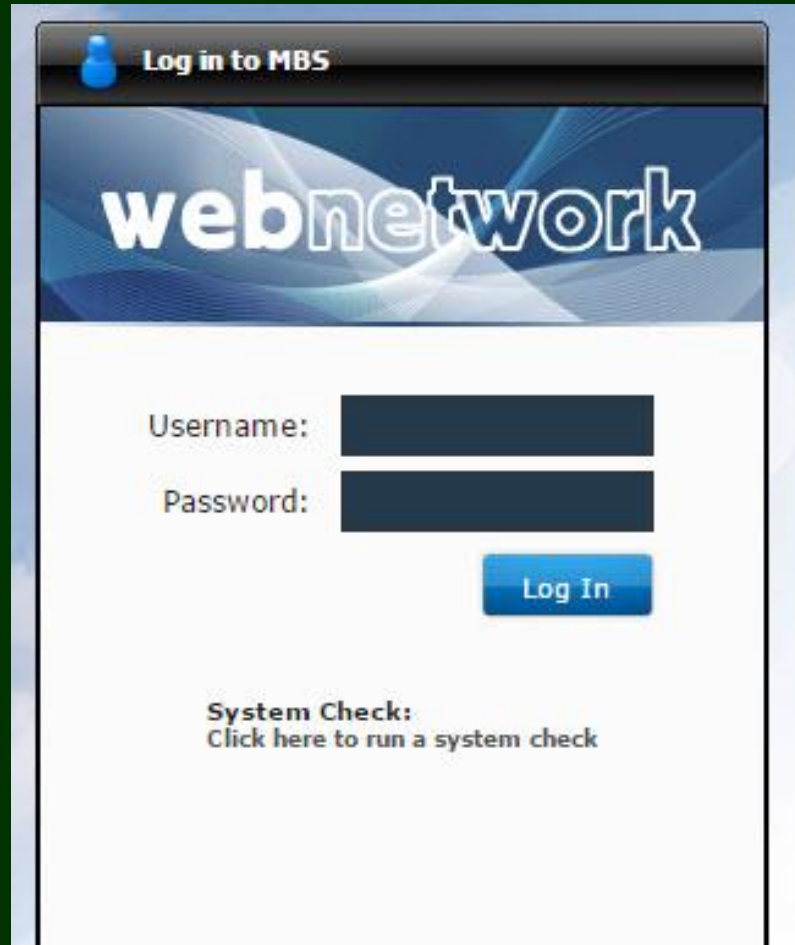 Log in to MBS
webnetwork
Username:
Password:
Log In
System Check:
Click here to run a system check